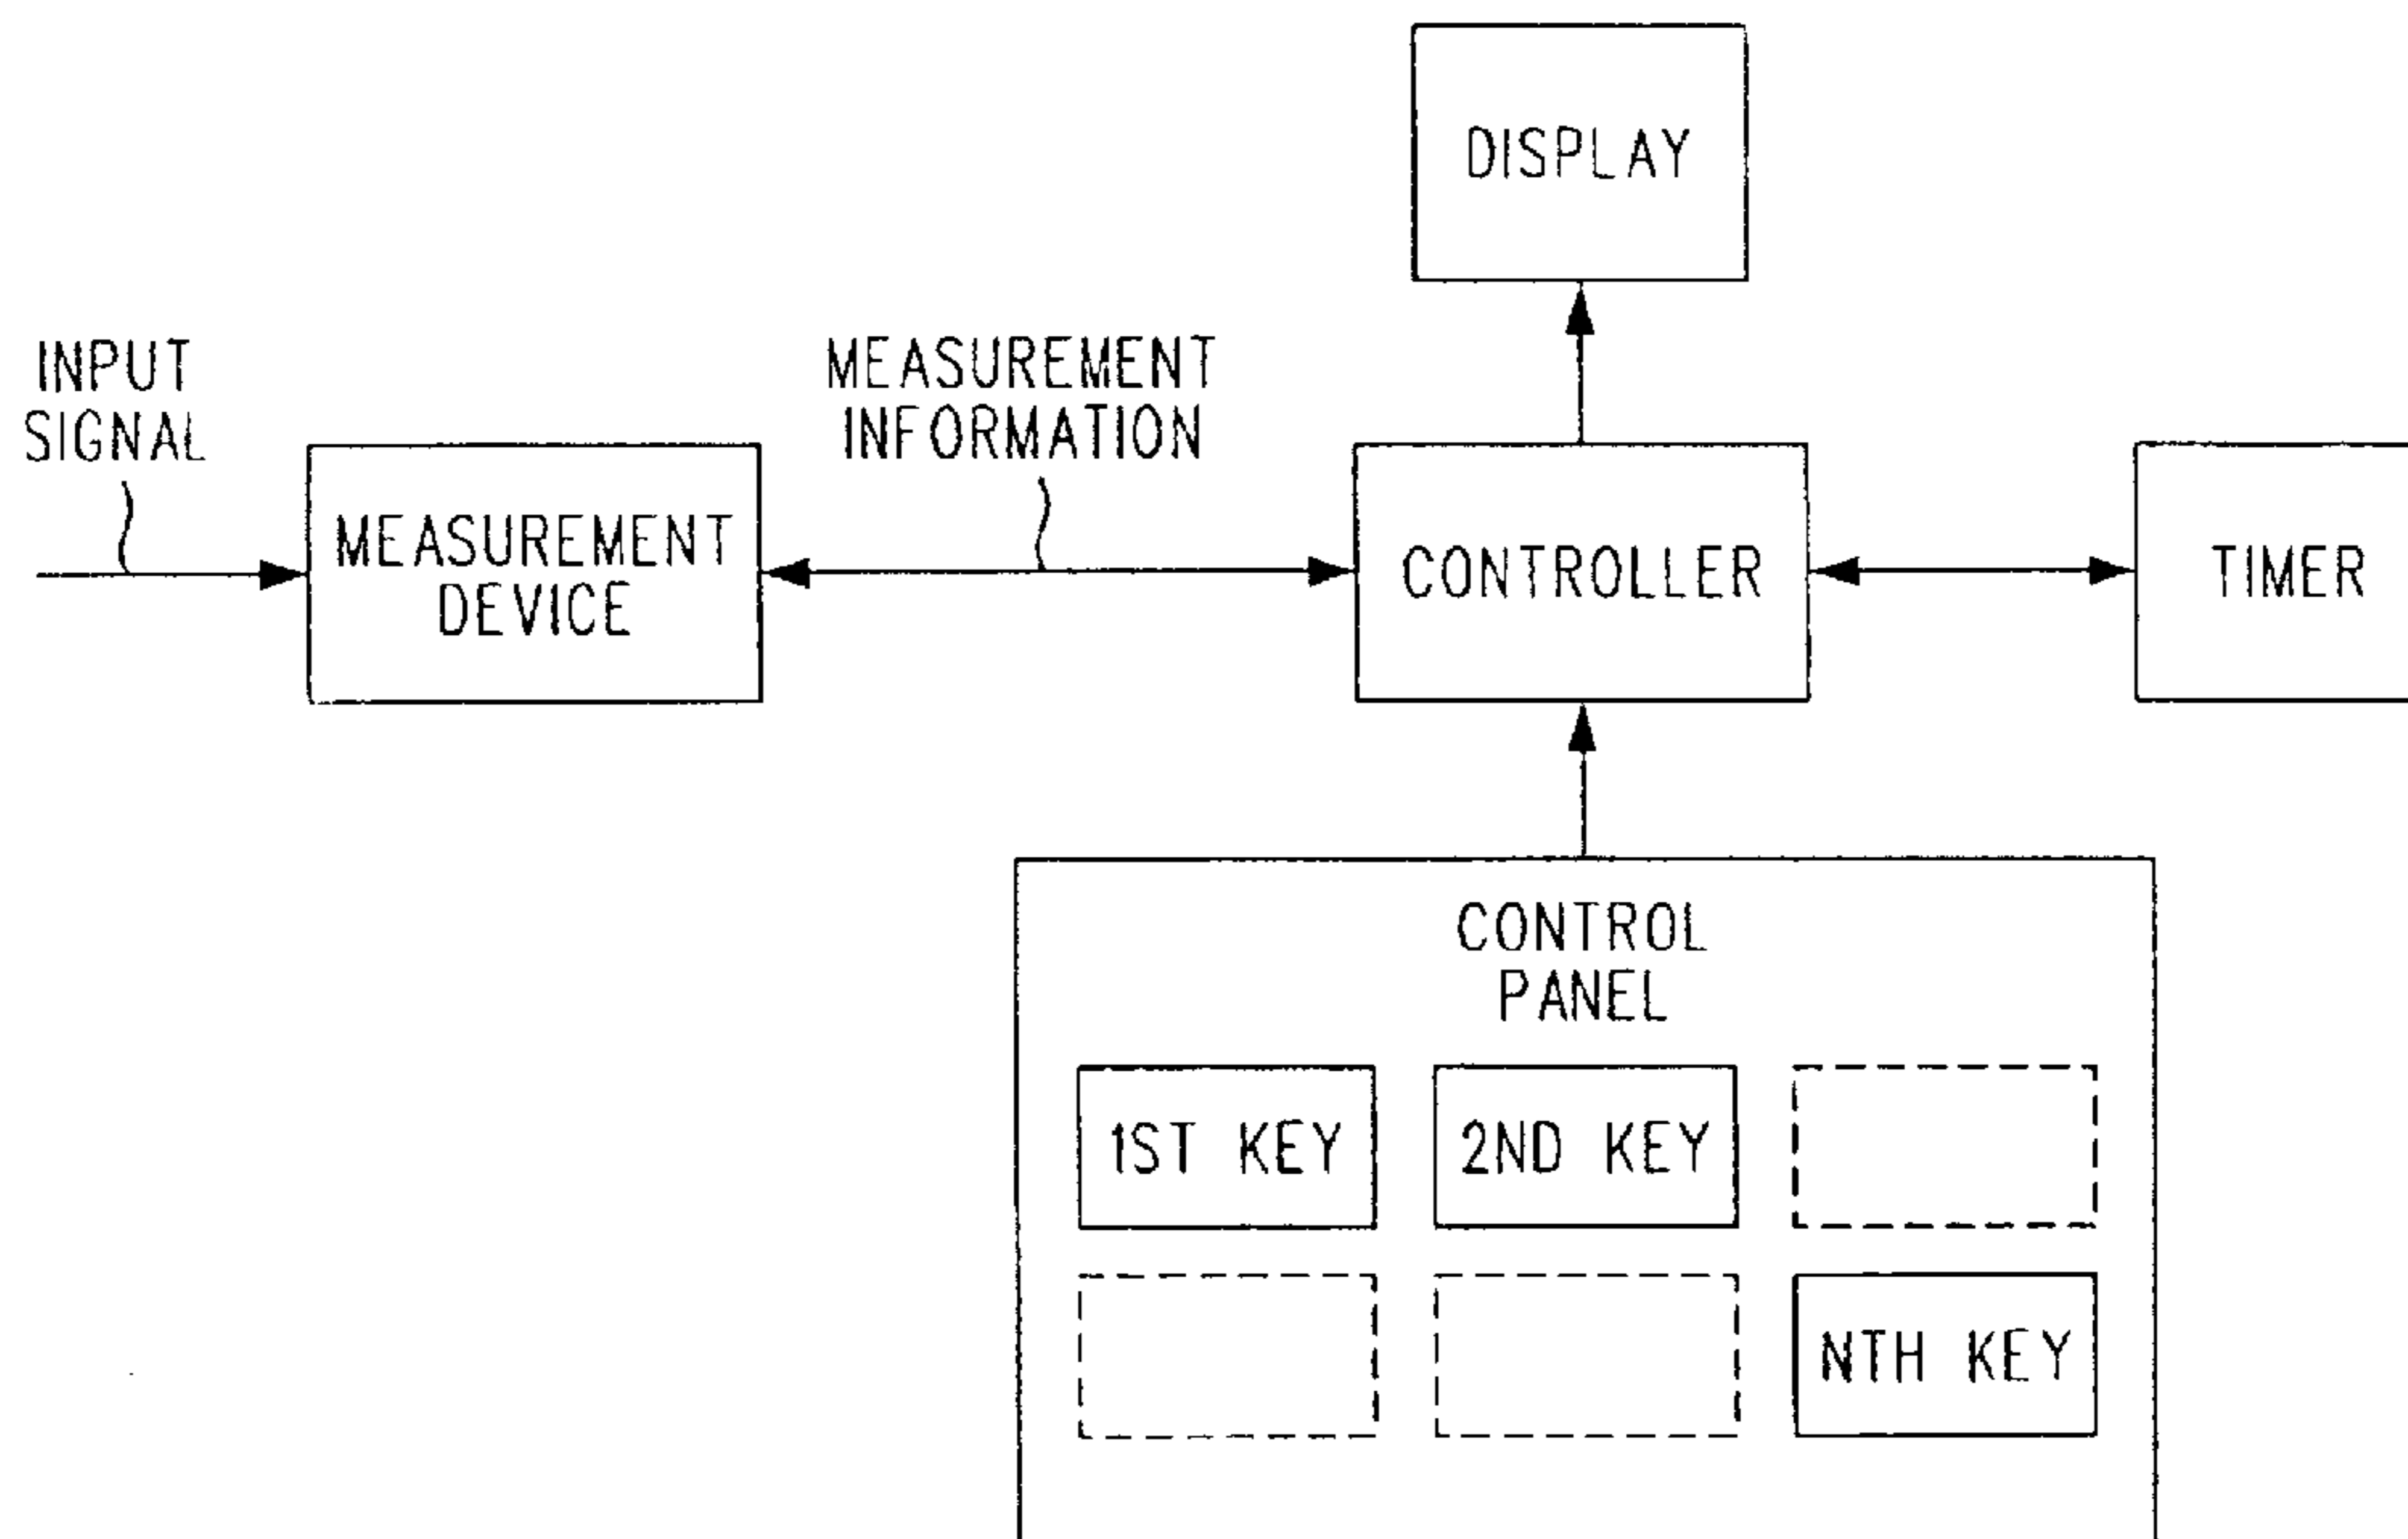 DISPLAY
INPUT
SIGNAL
MEASUREMENT
INFORMATION
MEASUREMENT
DEVICE
CONTROLLER
TIMER
CONTROL
PANEL
1ST KEY
2ND KEY
NTH KEY